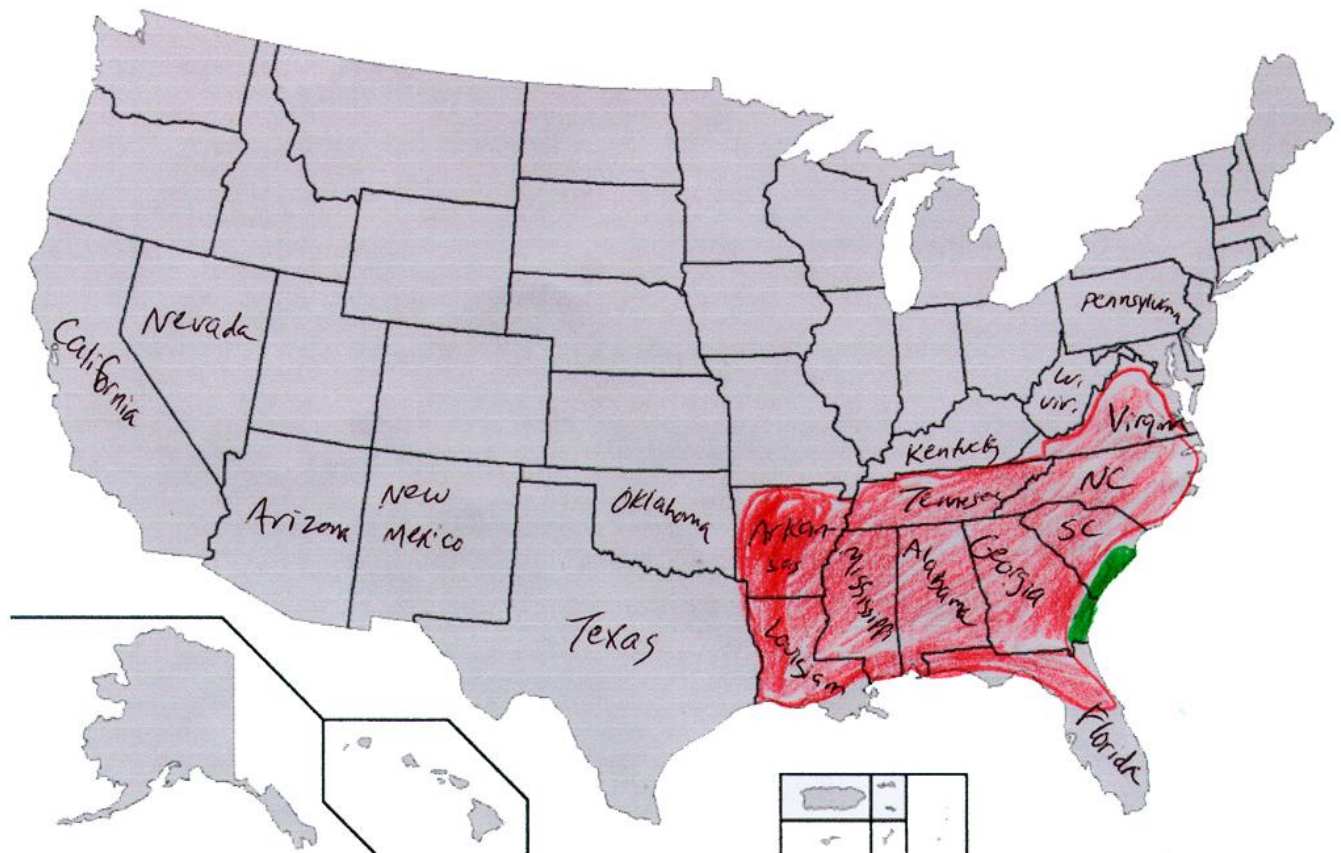 Pennsylvania
Nevada
California
W.
Vir.
Virginia
Kentucky
Oklahoma
Tennessee
NC
New
Mexico
Arizona
Arkan-
sas
SC
Mississippi
Alabama
Georgia
Texas
Louisiana
Florida